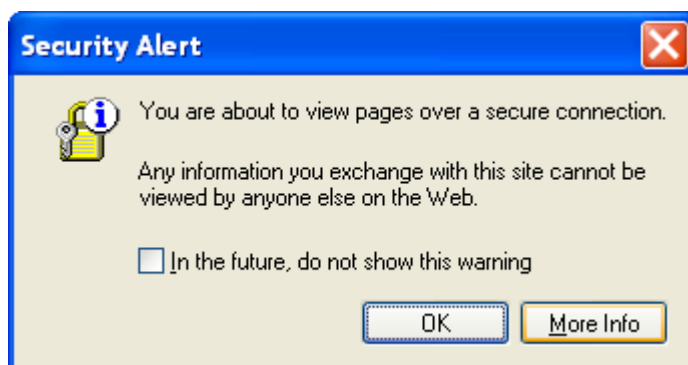 Security Alert
You are about to view pages over a secure connection.
Any information you exchange with this site cannot be
viewed by anyone else on the Web.
In the future, do not show this warning
OK
More Info